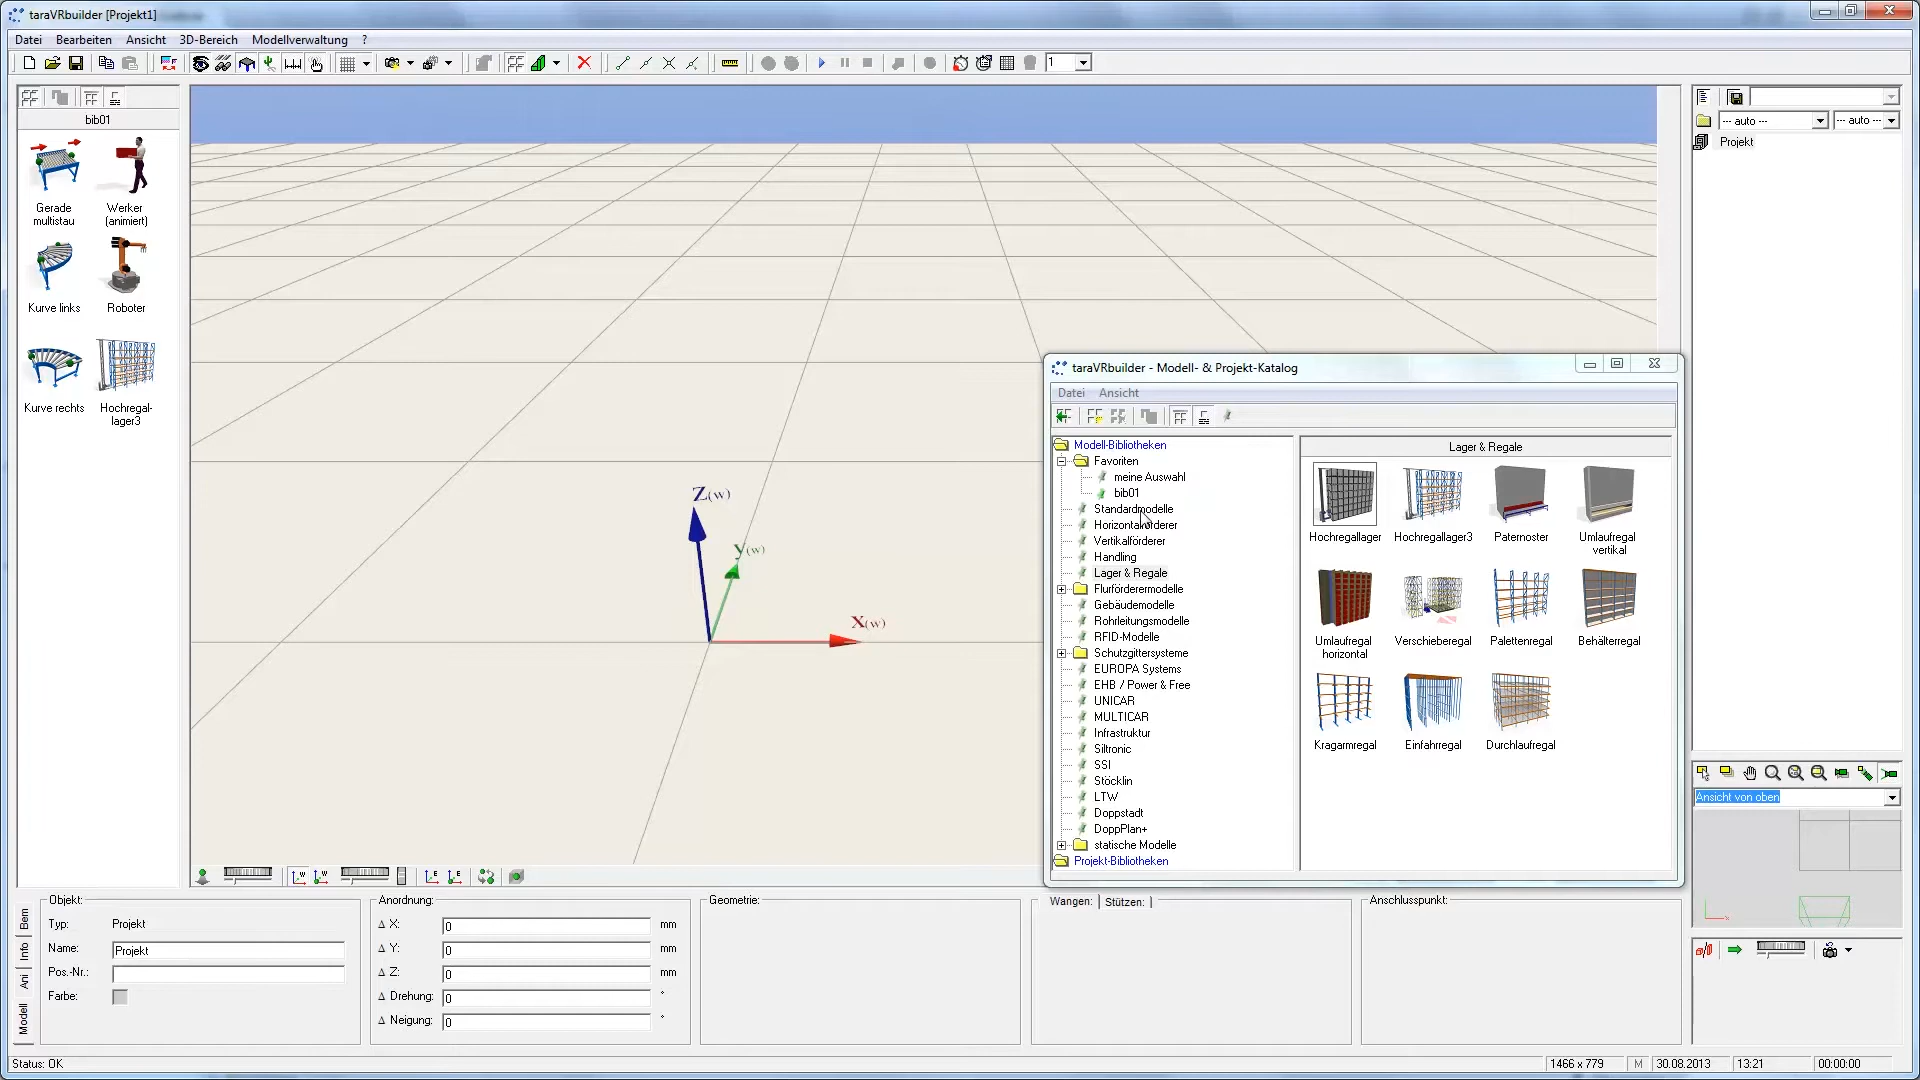 taraVRbuilder [Projekt1]
Datei Bearbeiten Ansicht 3D-Bereich Modellverwaltung ?
1
bib01
Gerade multistau
Werker (animiert)
Kurve links
Roboter
Kurve rechts
Hochregal-lager3
Z(w)
y(w)
X(w)
taraVRbuilder - Modell- & Projekt-Katalog
Datei Ansicht
Modell-Bibliotheken
Favoriten
meine Auswahl
bib01
Standardmodelle
Horizontalförderer
Vertikalförderer
Handling
Lager & Regale
Flurförderermodelle
Gebäudemodelle
Rohrleitungsmodelle
RFID-Modelle
Schutzgittersysteme
EUROPA Systems
EHB / Power & Free
UNICAR
MULTICAR
Infrastruktur
Siltronic
SSI
Stöcklin
LTW
Doppstadt
DoppPlan+
statische Modelle
Projekt-Bibliotheken
Lager & Regale
Hochregallager
Hochregallager3
Paternoster
Umlaufregal vertikal
Umlaufregal horizontal
Verschieberegal
Palettenregal
Behälterregal
Kragarmregal
Einfahrregal
Durchlaufregal
--- auto --- --- auto ---
Projekt
Ansicht von oben
Bem
Info
Ani
Modell
Objekt:
Typ: Projekt
Name: Projekt
Pos.-Nr.:
Farbe:
Anordnung:
Δ X: 0 mm
Δ Y: 0 mm
Δ Z: 0 mm
Δ Drehung: 0 °
Δ Neigung: 0 °
Geometrie:
Wangen: Stützen:
Anschlusspunkt:
Status: OK
1466 x 779 M 30.08.2013 13:21 00:00:00